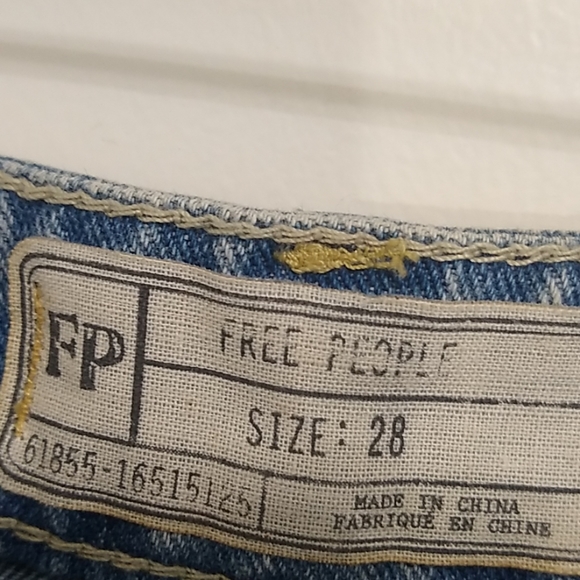 FP
FREE PEOPLE
SIZE: 28
61855-16515125
MADE IN CHINA
FABRIQUÉ EN CHINE